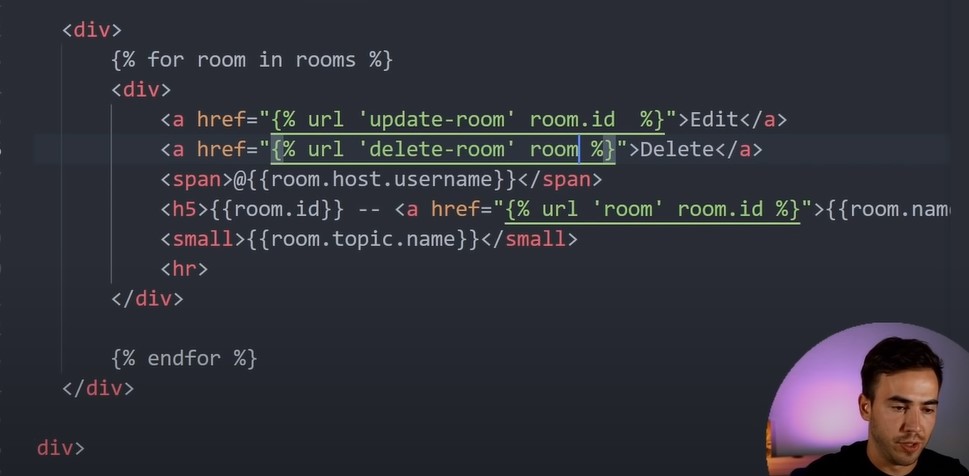 <div>
{% for room in rooms %}
<div>
<a href="{% url 'update-room' room.id  %}">Edit</a>
<a href="{% url 'delete-room' room %}">Delete</a>
<span>@{{room.host.username}}</span>
<h5>{{room.id}} -- <a href="{% url 'room' room.id %}">{{room.nam
<small>{{room.topic.name}}</small>
<hr>
</div>
{% endfor %}
</div>
div>